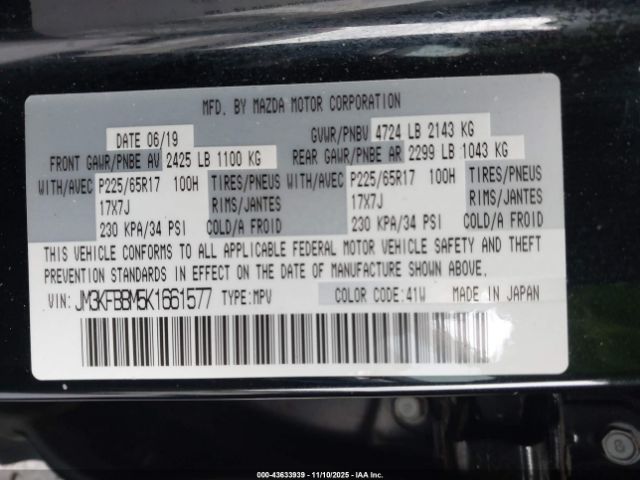 MFD. BY MAZDA MOTOR CORPORATION
DATE 06/19 GVWR/PNBV 4724 LB 2143 KG
FRONT GAWR/PNBE AV 2425 LB 1100 KG REAR GAWR/PNBE AR 2299 LB 1043 KG
WITH/AVEC P225/65R17 100H TIRES/PNEUS WITH/AVEC P225/65R17 100H TIRES/PNEUS
17X7J RIMS/JANTES 17X7J RIMS/JANTES
230 KPA/34 PSI COLD/A FROID 230 KPA/34 PSI COLD/A FROID
THIS VEHICLE CONFORMS TO ALL APPLICABLE FEDERAL MOTOR VEHICLE SAFETY AND THEFT
PREVENTION STANDARDS IN EFFECT ON THE DATE OF MANUFACTURE SHOWN ABOVE.
VIN: JM3KFBBM5K1661577 TYPE:MPV COLOR CODE:41W MADE IN JAPAN
000-43633939 - 11/10/2025 - IAA Inc.